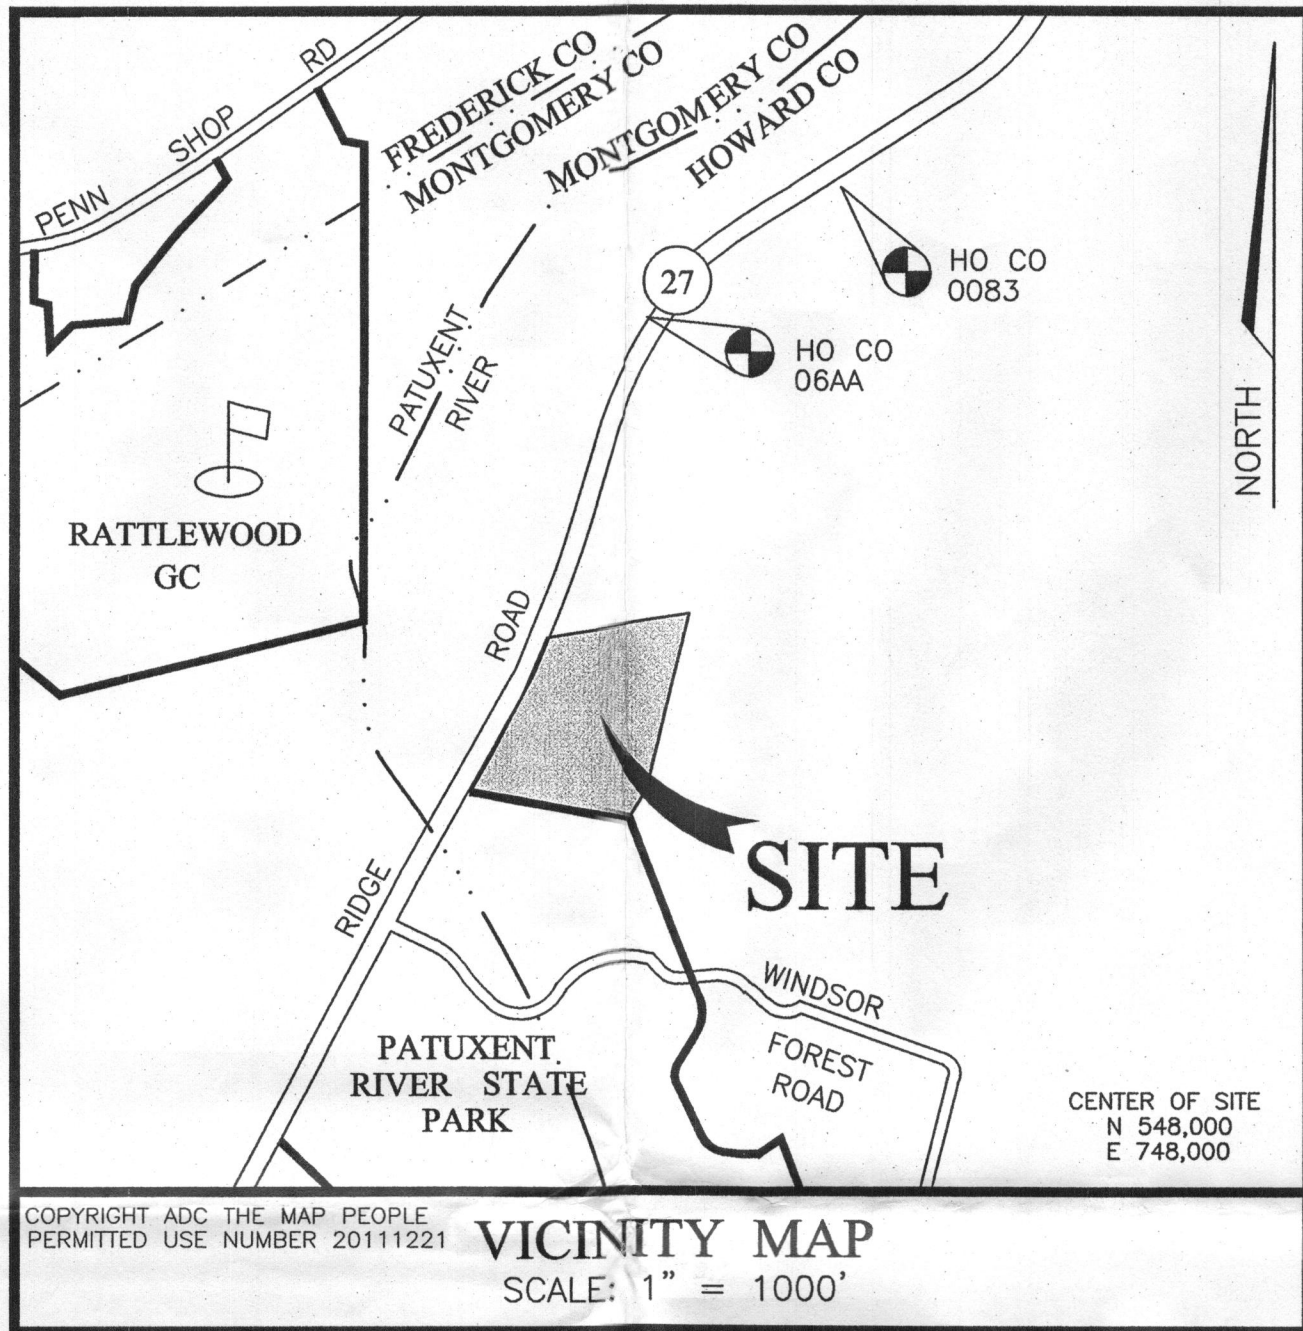 PENN SHOP RD
FREDERICK CO
MONTGOMERY CO
MONTGOMERY CO
HOWARD CO
27
HO CO
0083
HO CO
06AA
PATUXENT
RIVER
NORTH
RATTLEWOOD
GC
RIDGE ROAD
SITE
WINDSOR
FOREST
ROAD
PATUXENT
RIVER STATE
PARK
CENTER OF SITE
N 548,000
E 748,000
COPYRIGHT ADC THE MAP PEOPLE
PERMITTED USE NUMBER 20111221
VICINITY MAP
SCALE: 1" = 1000'